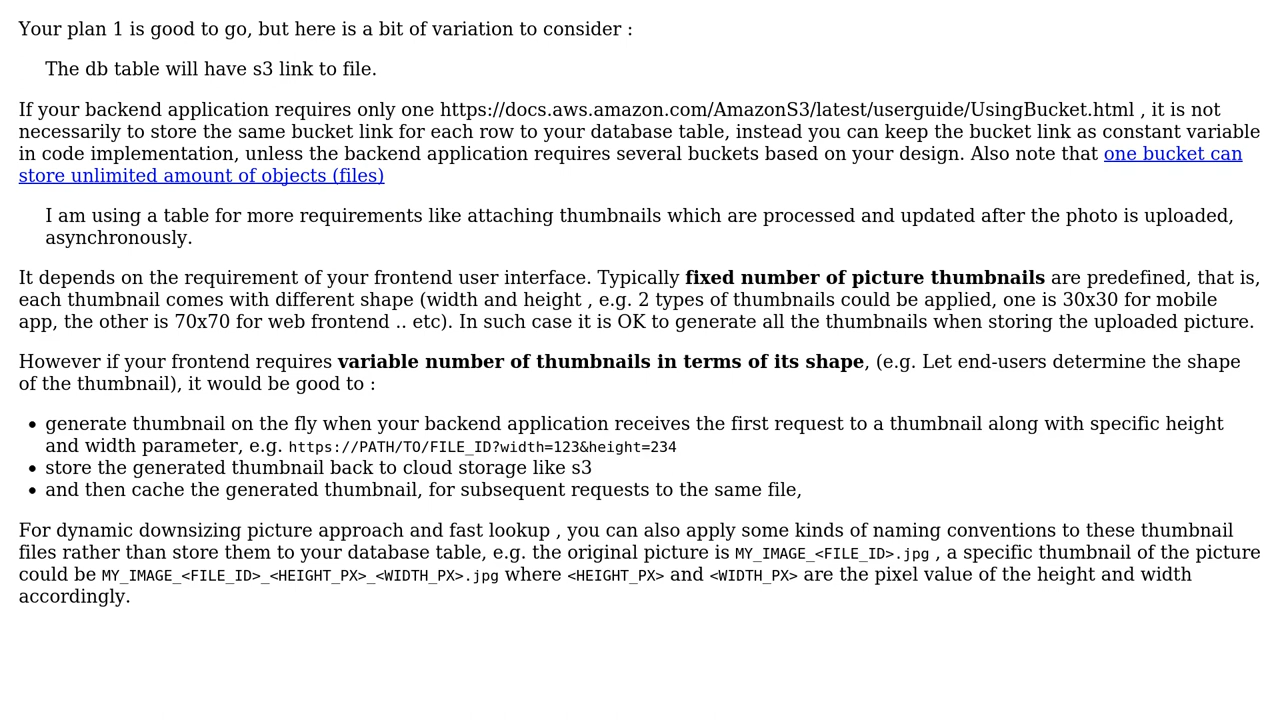 Your plan 1 is good to go, but here is a bit of variation to consider :
The db table will have s3 link to file.
If your backend application requires only one https://docs.aws.amazon.com/AmazonS3/latest/userguide/UsingBucket.html , it is not
necessarily to store the same bucket link for each row to your database table, instead you can keep the bucket link as constant variable
in code implementation, unless the backend application requires several buckets based on your design. Also note that one bucket can
store unlimited amount of objects (files)
I am using a table for more requirements like attaching thumbnails which are processed and updated after the photo is uploaded,
asynchronously.
It depends on the requirement of your frontend user interface. Typically fixed number of picture thumbnails are predefined, that is,
each thumbnail comes with different shape (width and height , e.g. 2 types of thumbnails could be applied, one is 30x30 for mobile
app, the other is 70x70 for web frontend .. etc). In such case it is OK to generate all the thumbnails when storing the uploaded picture.
However if your frontend requires variable number of thumbnails in terms of its shape, (e.g. Let end-users determine the shape
of the thumbnail), it would be good to :
• generate thumbnail on the fly when your backend application receives the first request to a thumbnail along with specific height
and width parameter, e.g. https://PATH/TO/FILE_ID?width=123&height=234
• store the generated thumbnail back to cloud storage like s3
• and then cache the generated thumbnail, for subsequent requests to the same file,
For dynamic downsizing picture approach and fast lookup , you can also apply some kinds of naming conventions to these thumbnail
files rather than store them to your database table, e.g. the original picture is MY_IMAGE_<FILE_ID>.jpg , a specific thumbnail of the picture
could be MY_IMAGE_<FILE_ID>_<HEIGHT_PX>_<WIDTH_PX>.jpg where <HEIGHT_PX> and <WIDTH_PX> are the pixel value of the height and width
accordingly.